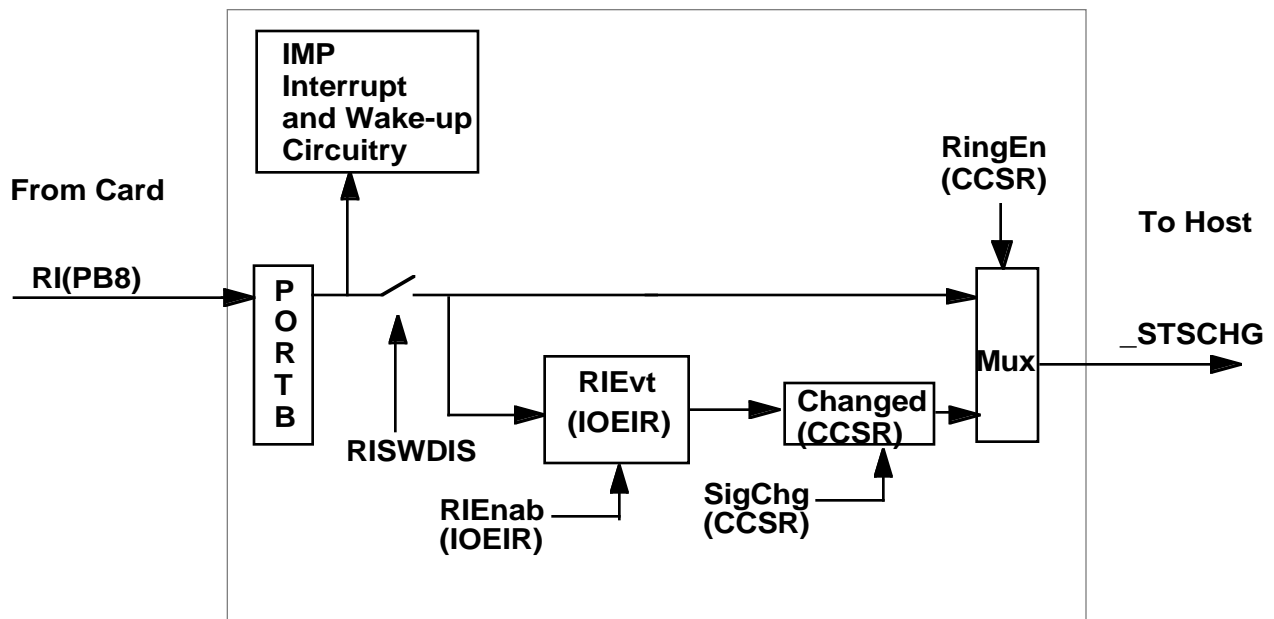 IMP
Interrupt
and Wake-up
Circuitry
RingEn
(CCSR)
From Card
To Host
RI(PB8)
P
O
R
T
B
_STSCHG
Mux
RIEvt
(IOEIR)
Changed
(CCSR)
RISWDIS
SigChg
(CCSR)
RIEnab
(IOEIR)